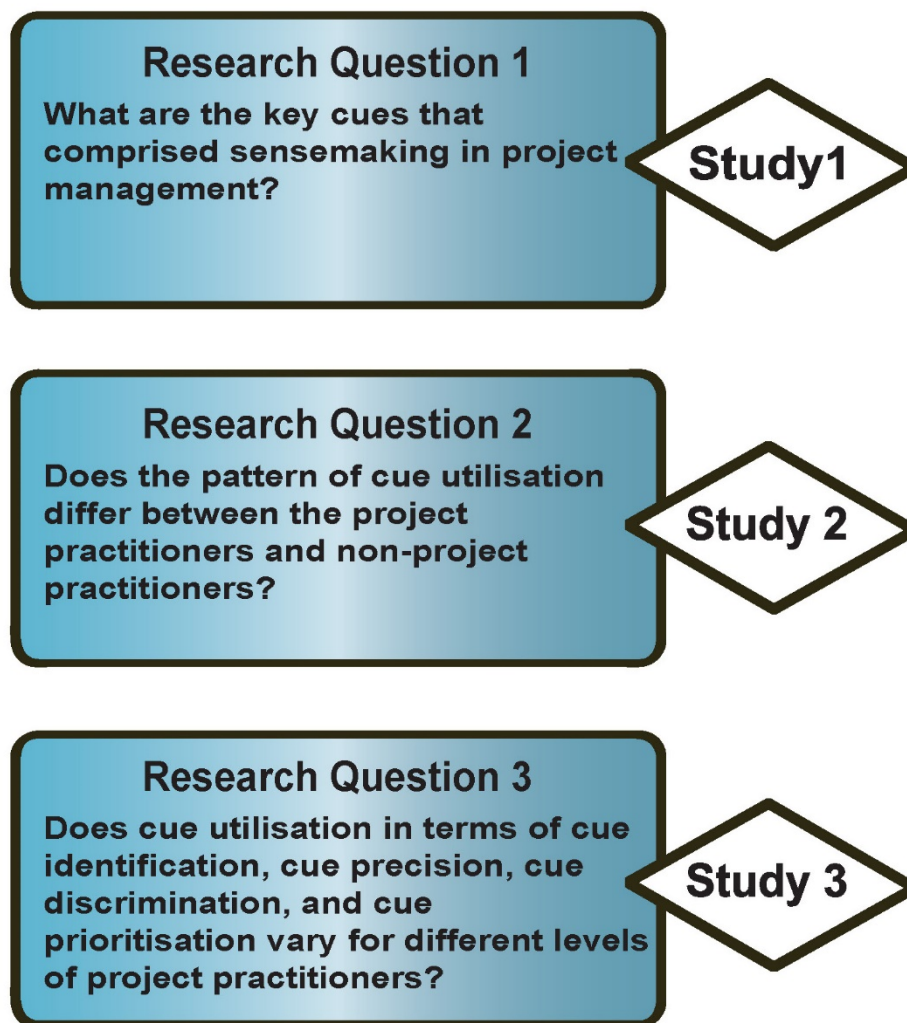 Research Question 1
What are the key cues that
comprised sensemaking in project
management?
Study1
Research Question 2
Does the pattern of cue utilisation
differ between the project
practitioners and non-project
practitioners?
Study 2
Research Question 3
Does cue utilisation in terms of cue
identification, cue precision, cue
discrimination, and cue
prioritisation vary for different levels
of project practitioners?
Study 3